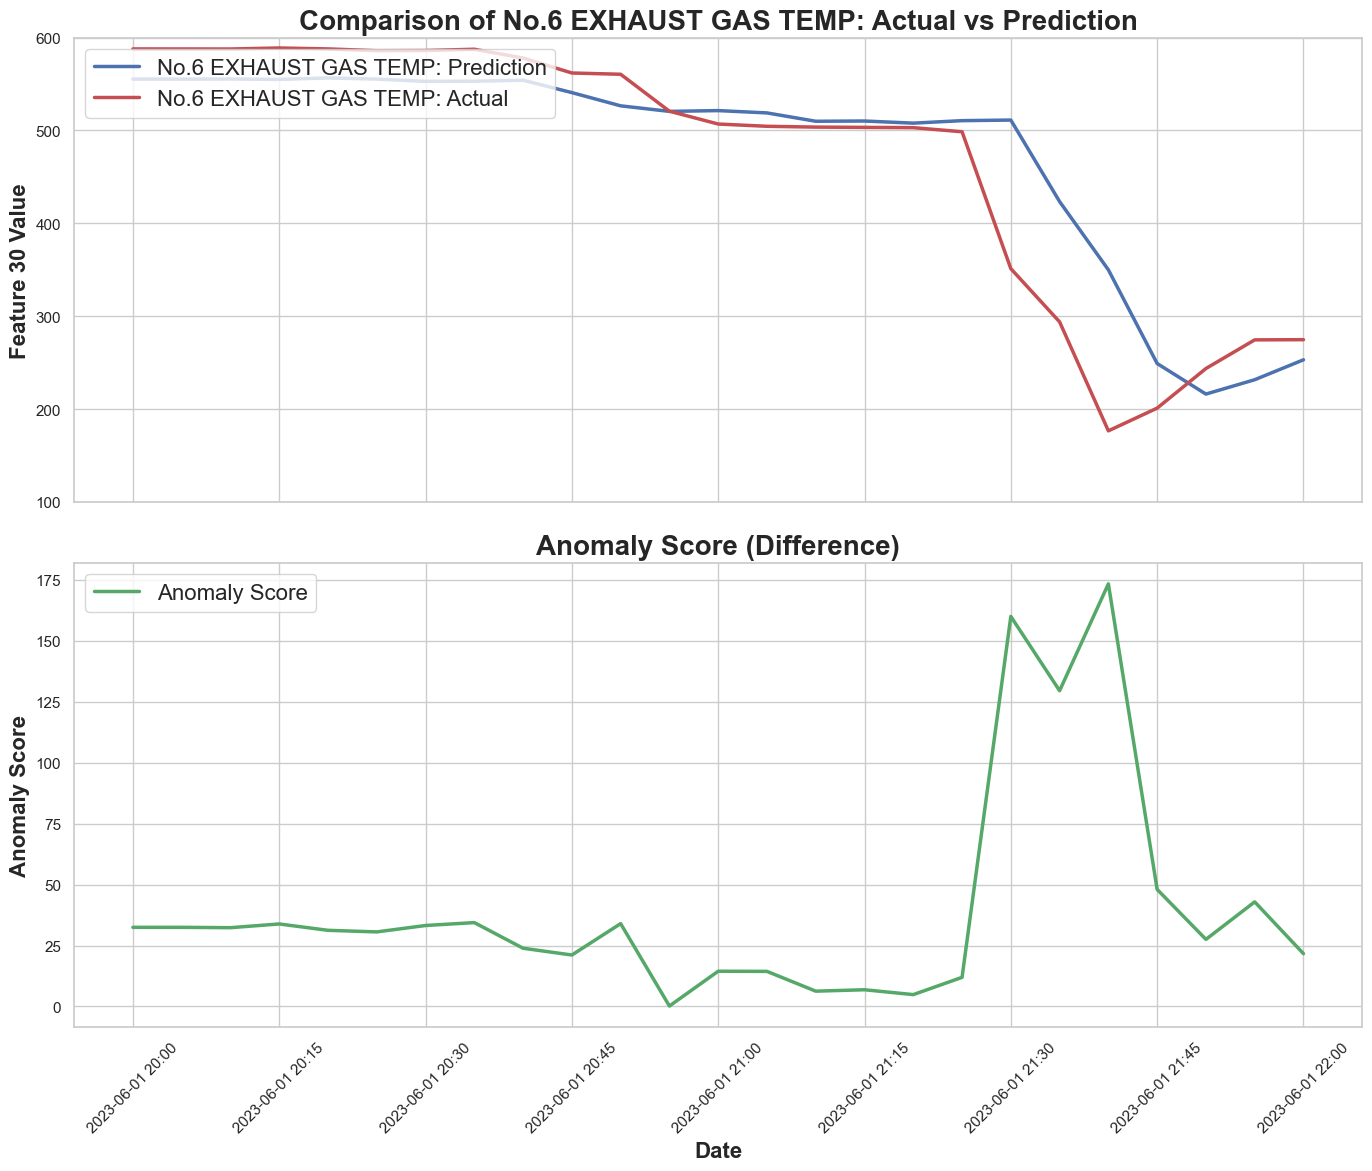 Comparison of No.6 EXHAUST GAS TEMP: Actual vs Prediction
No.6 EXHAUST GAS TEMP: Prediction
No.6 EXHAUST GAS TEMP: Actual
Feature 30 Value
600
500
400
300
200
100
Anomaly Score (Difference)
Anomaly Score
Anomaly Score
175
150
125
100
75
50
25
0
2023-06-01 20:00
2023-06-01 20:15
2023-06-01 20:30
2023-06-01 20:45
2023-06-01 21:00
2023-06-01 21:15
2023-06-01 21:30
2023-06-01 21:45
2023-06-01 22:00
Date